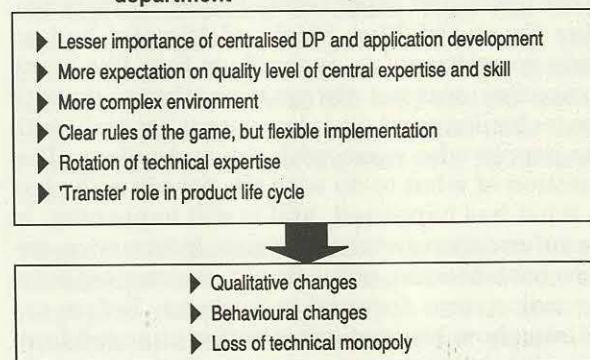 department
Lesser importance of centralised DP and application development
More expectation on quality level of central expertise and skill
More complex environment
Clear rules of the game, but flexible implementation
Rotation of technical expertise
'Transfer' role in product life cycle
Qualitative changes
Behavioural changes
Loss of technical monopoly